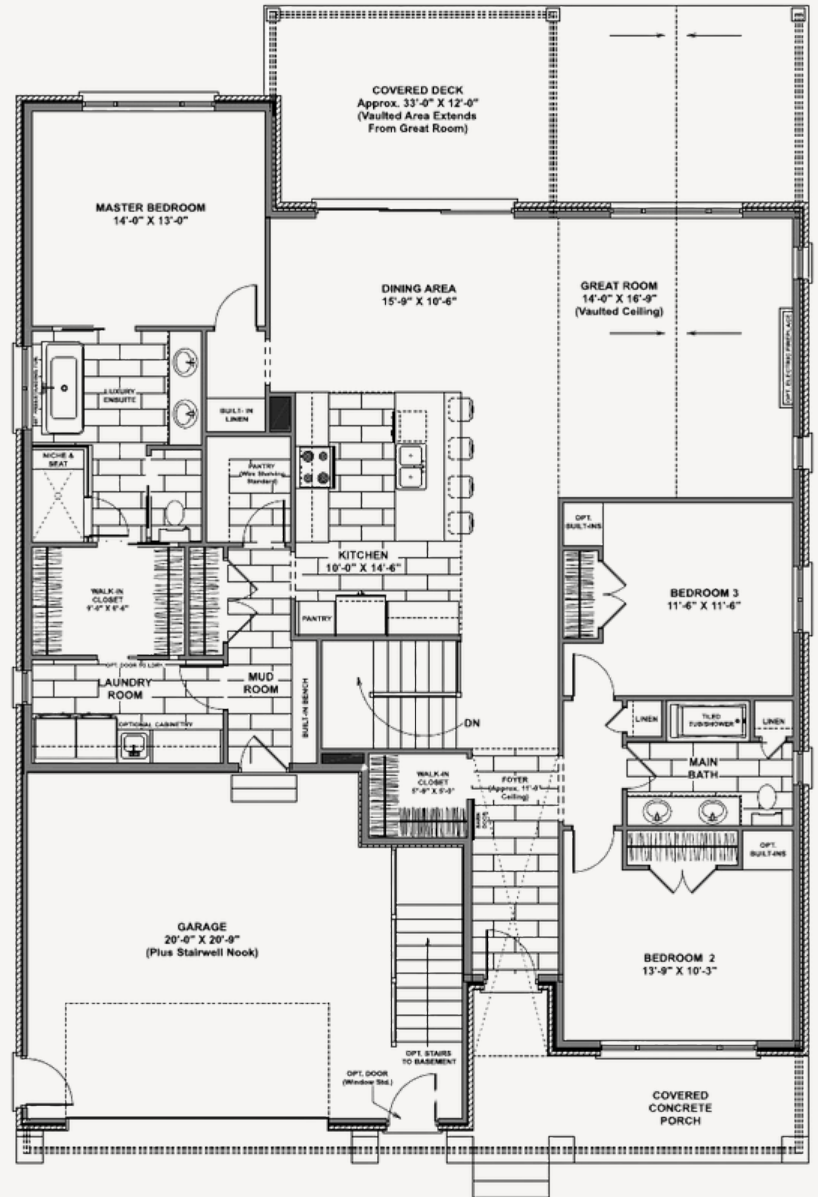 COVERED DECK
Approx. 33'-0" X 12'-0"
(Vaulted Area Extends
From Great Room)
MASTER BEDROOM
14'-0" X 13'-0"
DINING AREA
15'-9" X 10'-6"
GREAT ROOM
14'-0" X 16'-9"
(Vaulted Ceiling)
OPT. ELECTRIC FIREPLACE
LUXURY
ENSUITE
BUILT-IN
LINEN
NICHE &
SEAT
PANTRY
(Wire Shelving
Standard)
KITCHEN
10'-0" X 14'-6"
PANTRY
OPT.
BUILT-INS
BEDROOM 3
11'-6" X 11'-6"
WALK-IN
CLOSET
OPT. DOOR TO LDRY
LAUNDRY
ROOM
OPTIONAL CABINETRY
MUD
ROOM
BUILT-IN BENCH
DN
LINEN
TILED
TUB/SHOWER
LINEN
MAIN
BATH
WALK-IN
CLOSET
5'-9" X 5'-0"
FOYER
(Approx. 11'-0"
Ceiling)
BARN
DOOR
OPT.
BUILT-INS
GARAGE
20'-0" X 20'-9"
(Plus Stairwell Nook)
BEDROOM 2
13'-9" X 10'-3"
OPT. STAIRS
TO BASEMENT
OPT. DOOR
(Window Std.)
COVERED
CONCRETE
PORCH